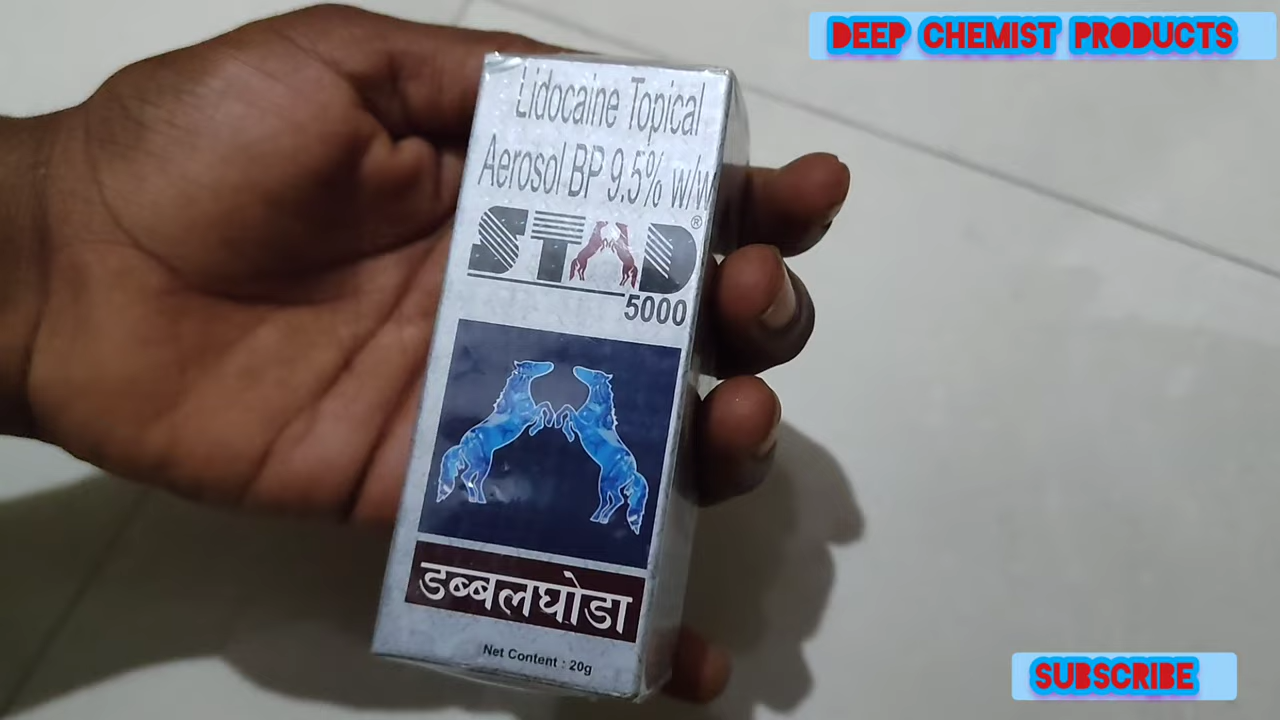 DEEP CHEMIST PRODUCTS
Lidocaine Topical
Aerosol BP 9.5% w/w
STAD®
5000
डब्बलघोडा
Net Content : 20g
SUBSCRIBE